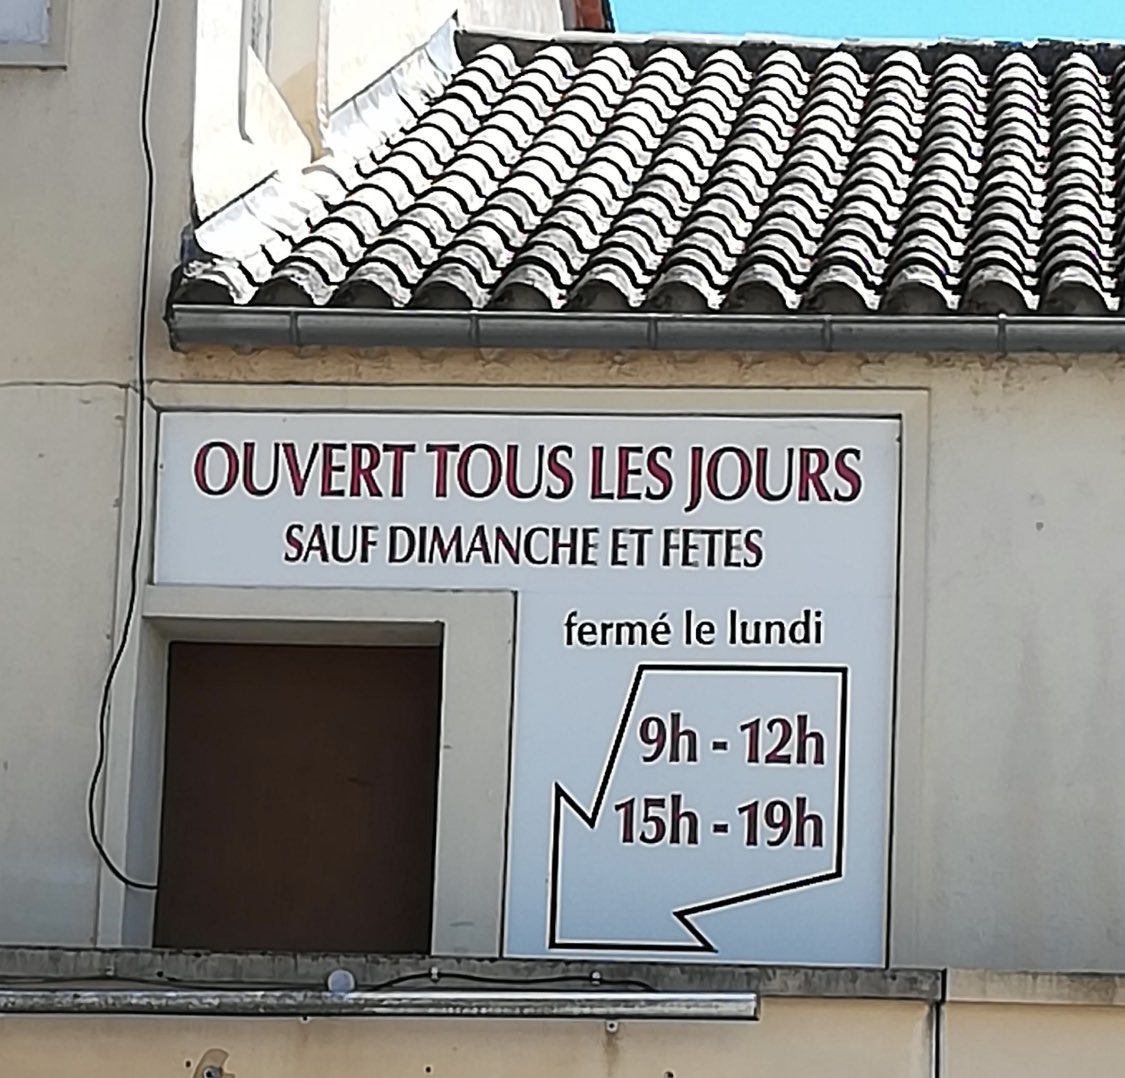 OUVERT TOUS LES JOURS
SAUF DIMANCHE ET FETES
fermé le lundi
9h - 12h
15h - 19h